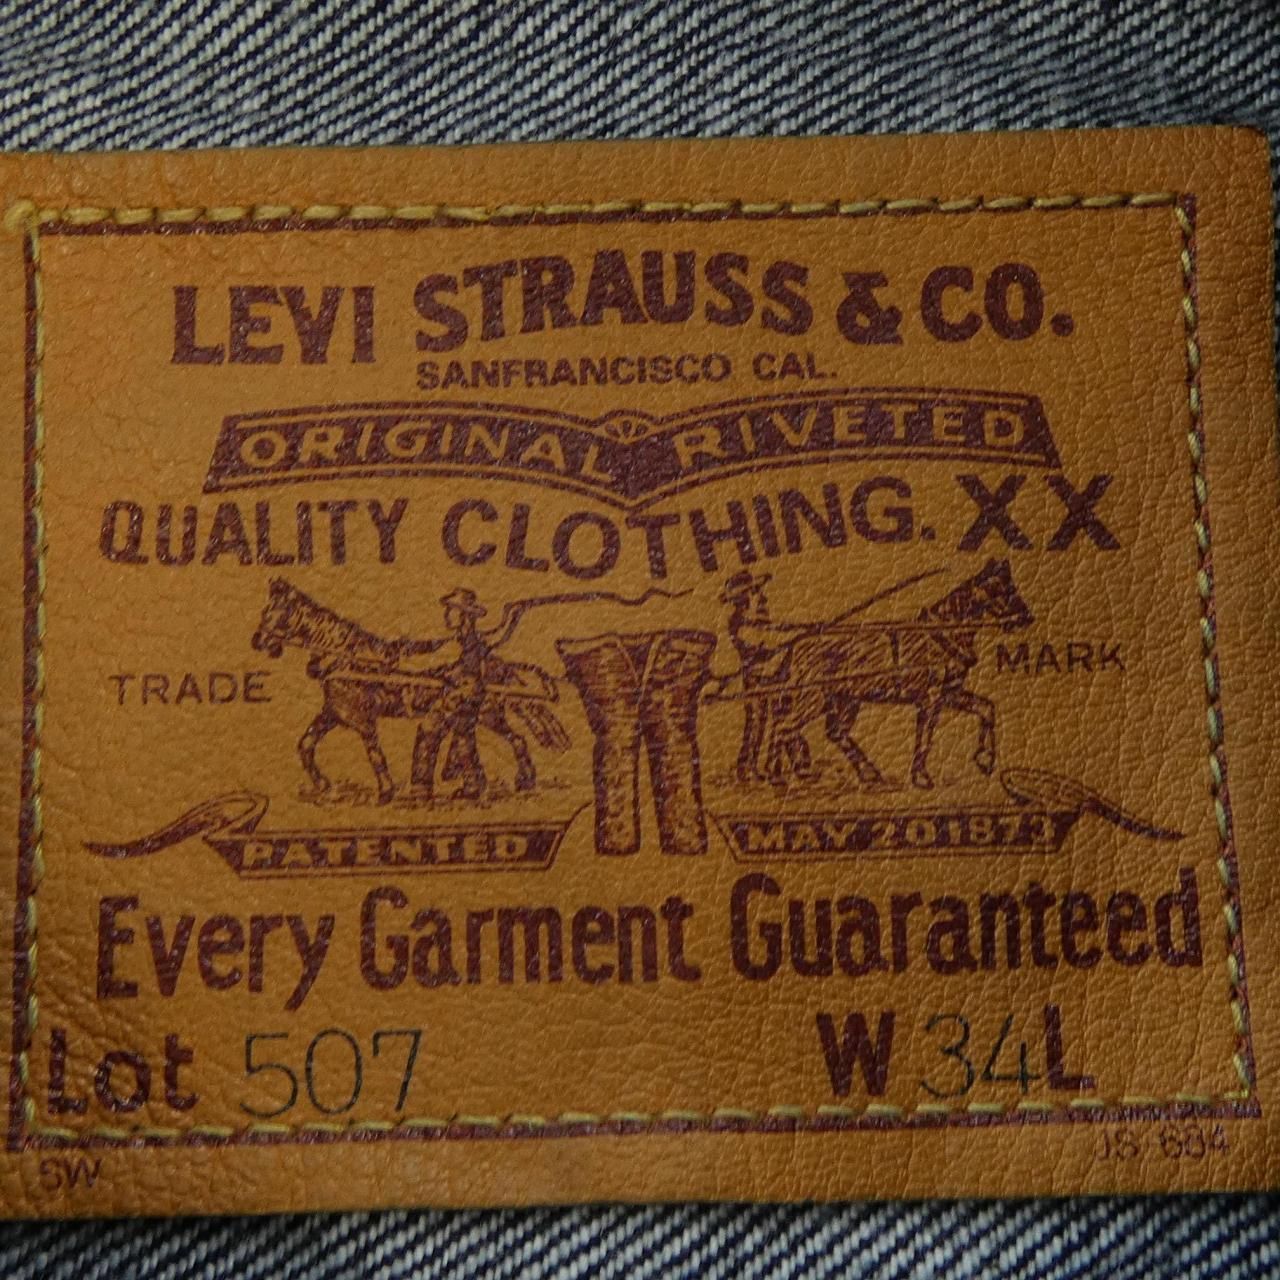 LEVI STRAUSS & CO.
SANFRANCISCO CAL.
ORIGINAL RIVETED
QUALITY CLOTHING. XX
TRADE MARK
PATENTED MAY 20 1873
Every Garment Guaranteed
Lot 507 W 34 L
SW JS 684